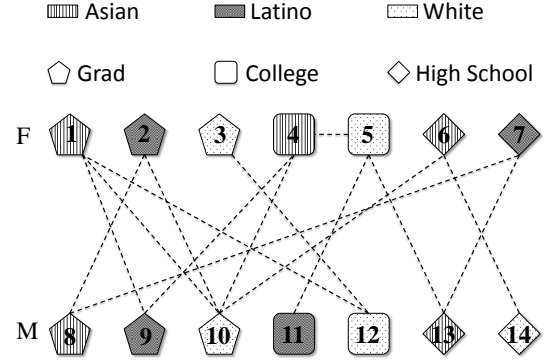 Asian Latino White
Grad College High School
F 1 2 3 4 5 6 7
M 8 9 10 11 12 13 14